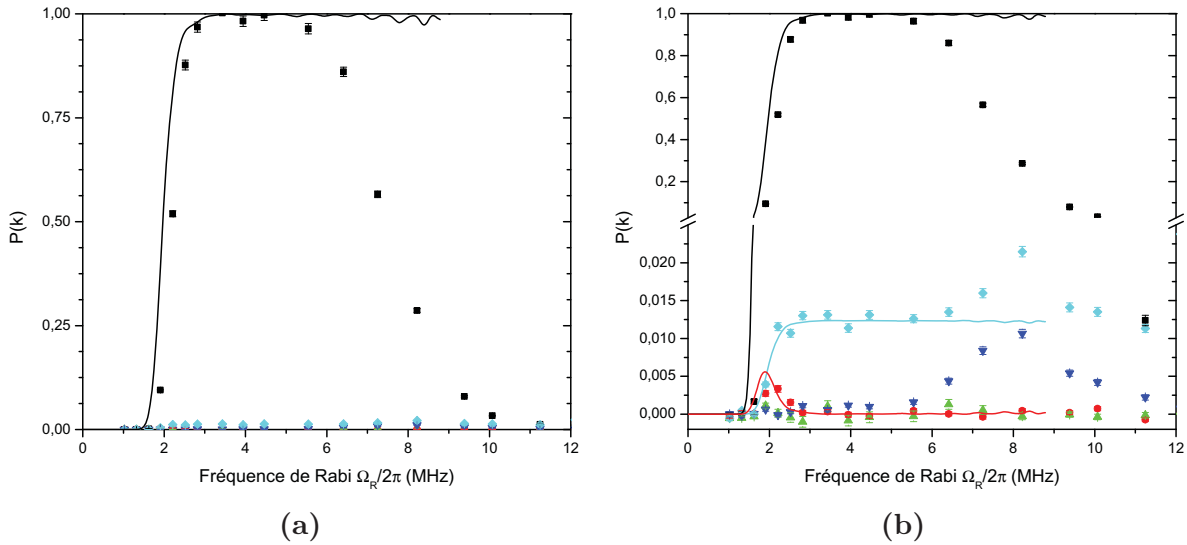 1,00
0,75
0,50
0,25
0,00
P(k)
0 2 4 6 8 10 12
Fréquence de Rabi Ω_R/2π (MHz)
(a)
1,0
0,8
0,6
0,4
0,2
0,020
0,015
0,010
0,005
0,000
P(k)
0 2 4 6 8 10 12
Fréquence de Rabi Ω_R/2π (MHz)
(b)